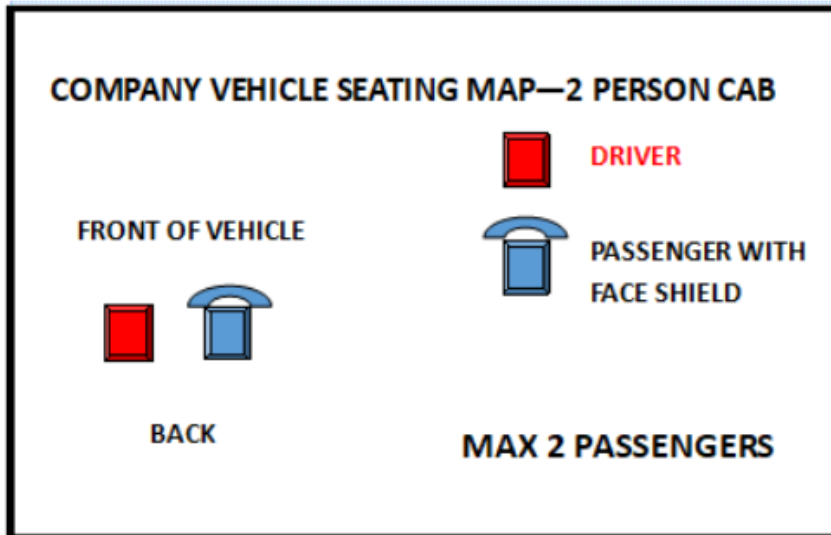 COMPANY VEHICLE SEATING MAP—2 PERSON CAB
DRIVER
FRONT OF VEHICLE
PASSENGER WITH
FACE SHIELD
BACK
MAX 2 PASSENGERS